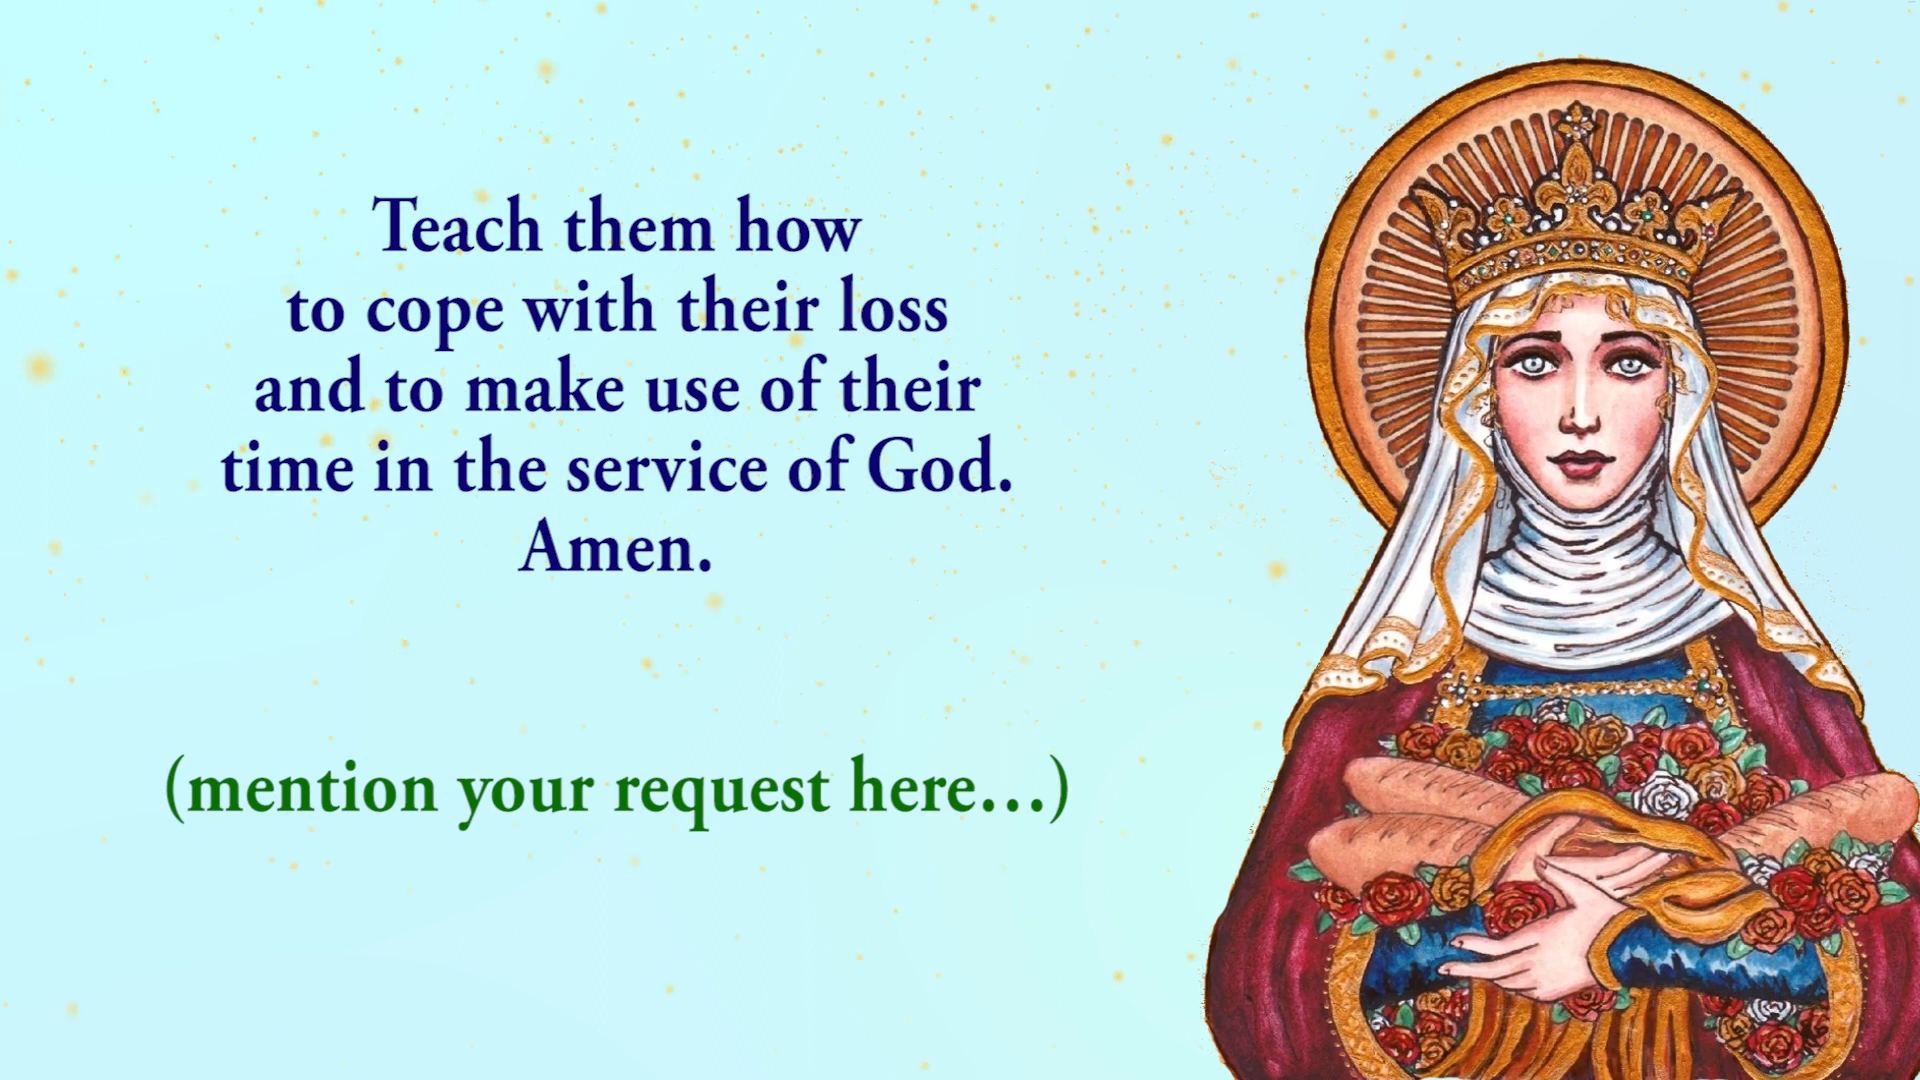 Teach them how
to cope with their loss
and to make use of their
time in the service of God.
Amen.
(mention your request here...)